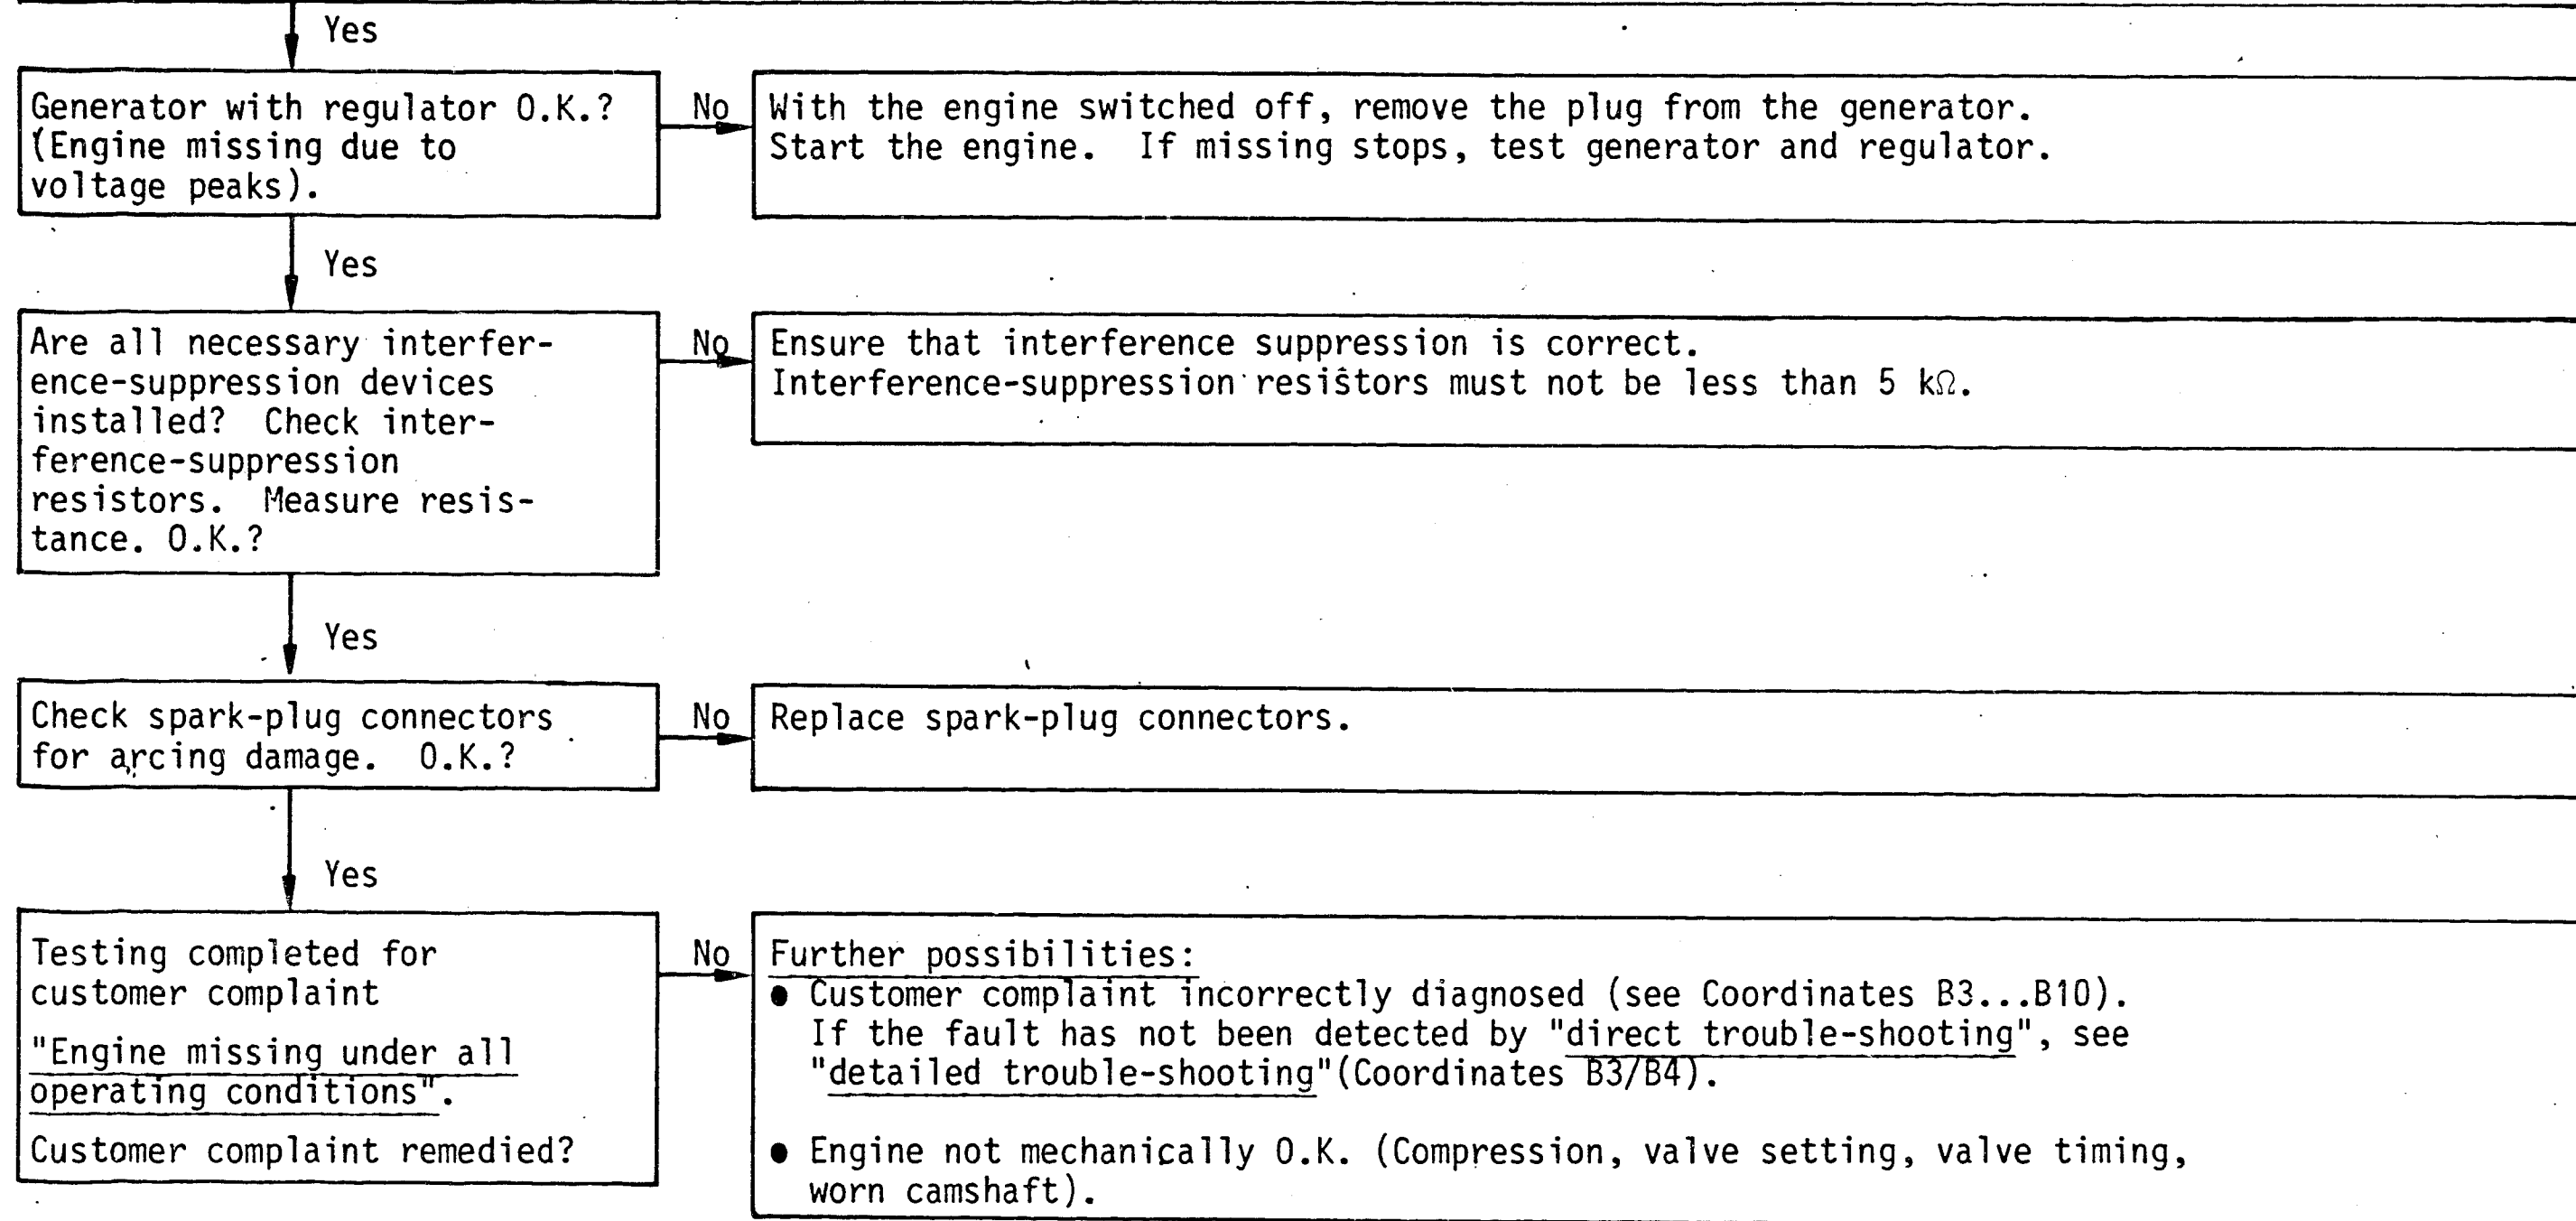 Yes
Generator with regulator O.K.?
(Engine missing due to
voltage peaks).
No
With the engine switched off, remove the plug from the generator.
Start the engine. If missing stops, test generator and regulator.
Yes
Are all necessary interfer-
ence-suppression devices
installed? Check inter-
ference-suppression
resistors. Measure resis-
tance. O.K.?
No
Ensure that interference suppression is correct.
Interference-suppression resistors must not be less than 5 kΩ.
Yes
Check spark-plug connectors
for arcing damage. O.K.?
No
Replace spark-plug connectors.
Yes
Testing completed for
customer complaint
"Engine missing under all
operating conditions".
Customer complaint remedied?
No
Further possibilities:
● Customer complaint incorrectly diagnosed (see Coordinates B3...B10).
If the fault has not been detected by "direct trouble-shooting", see
"detailed trouble-shooting"(Coordinates B3/B4).
● Engine not mechanically O.K. (Compression, valve setting, valve timing,
worn camshaft).